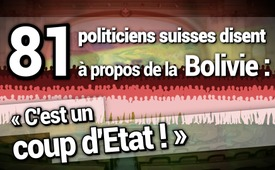 81 politiciens suisses disent
à propos de la Bolivie :
« C'est un
coup d'Etat ! »